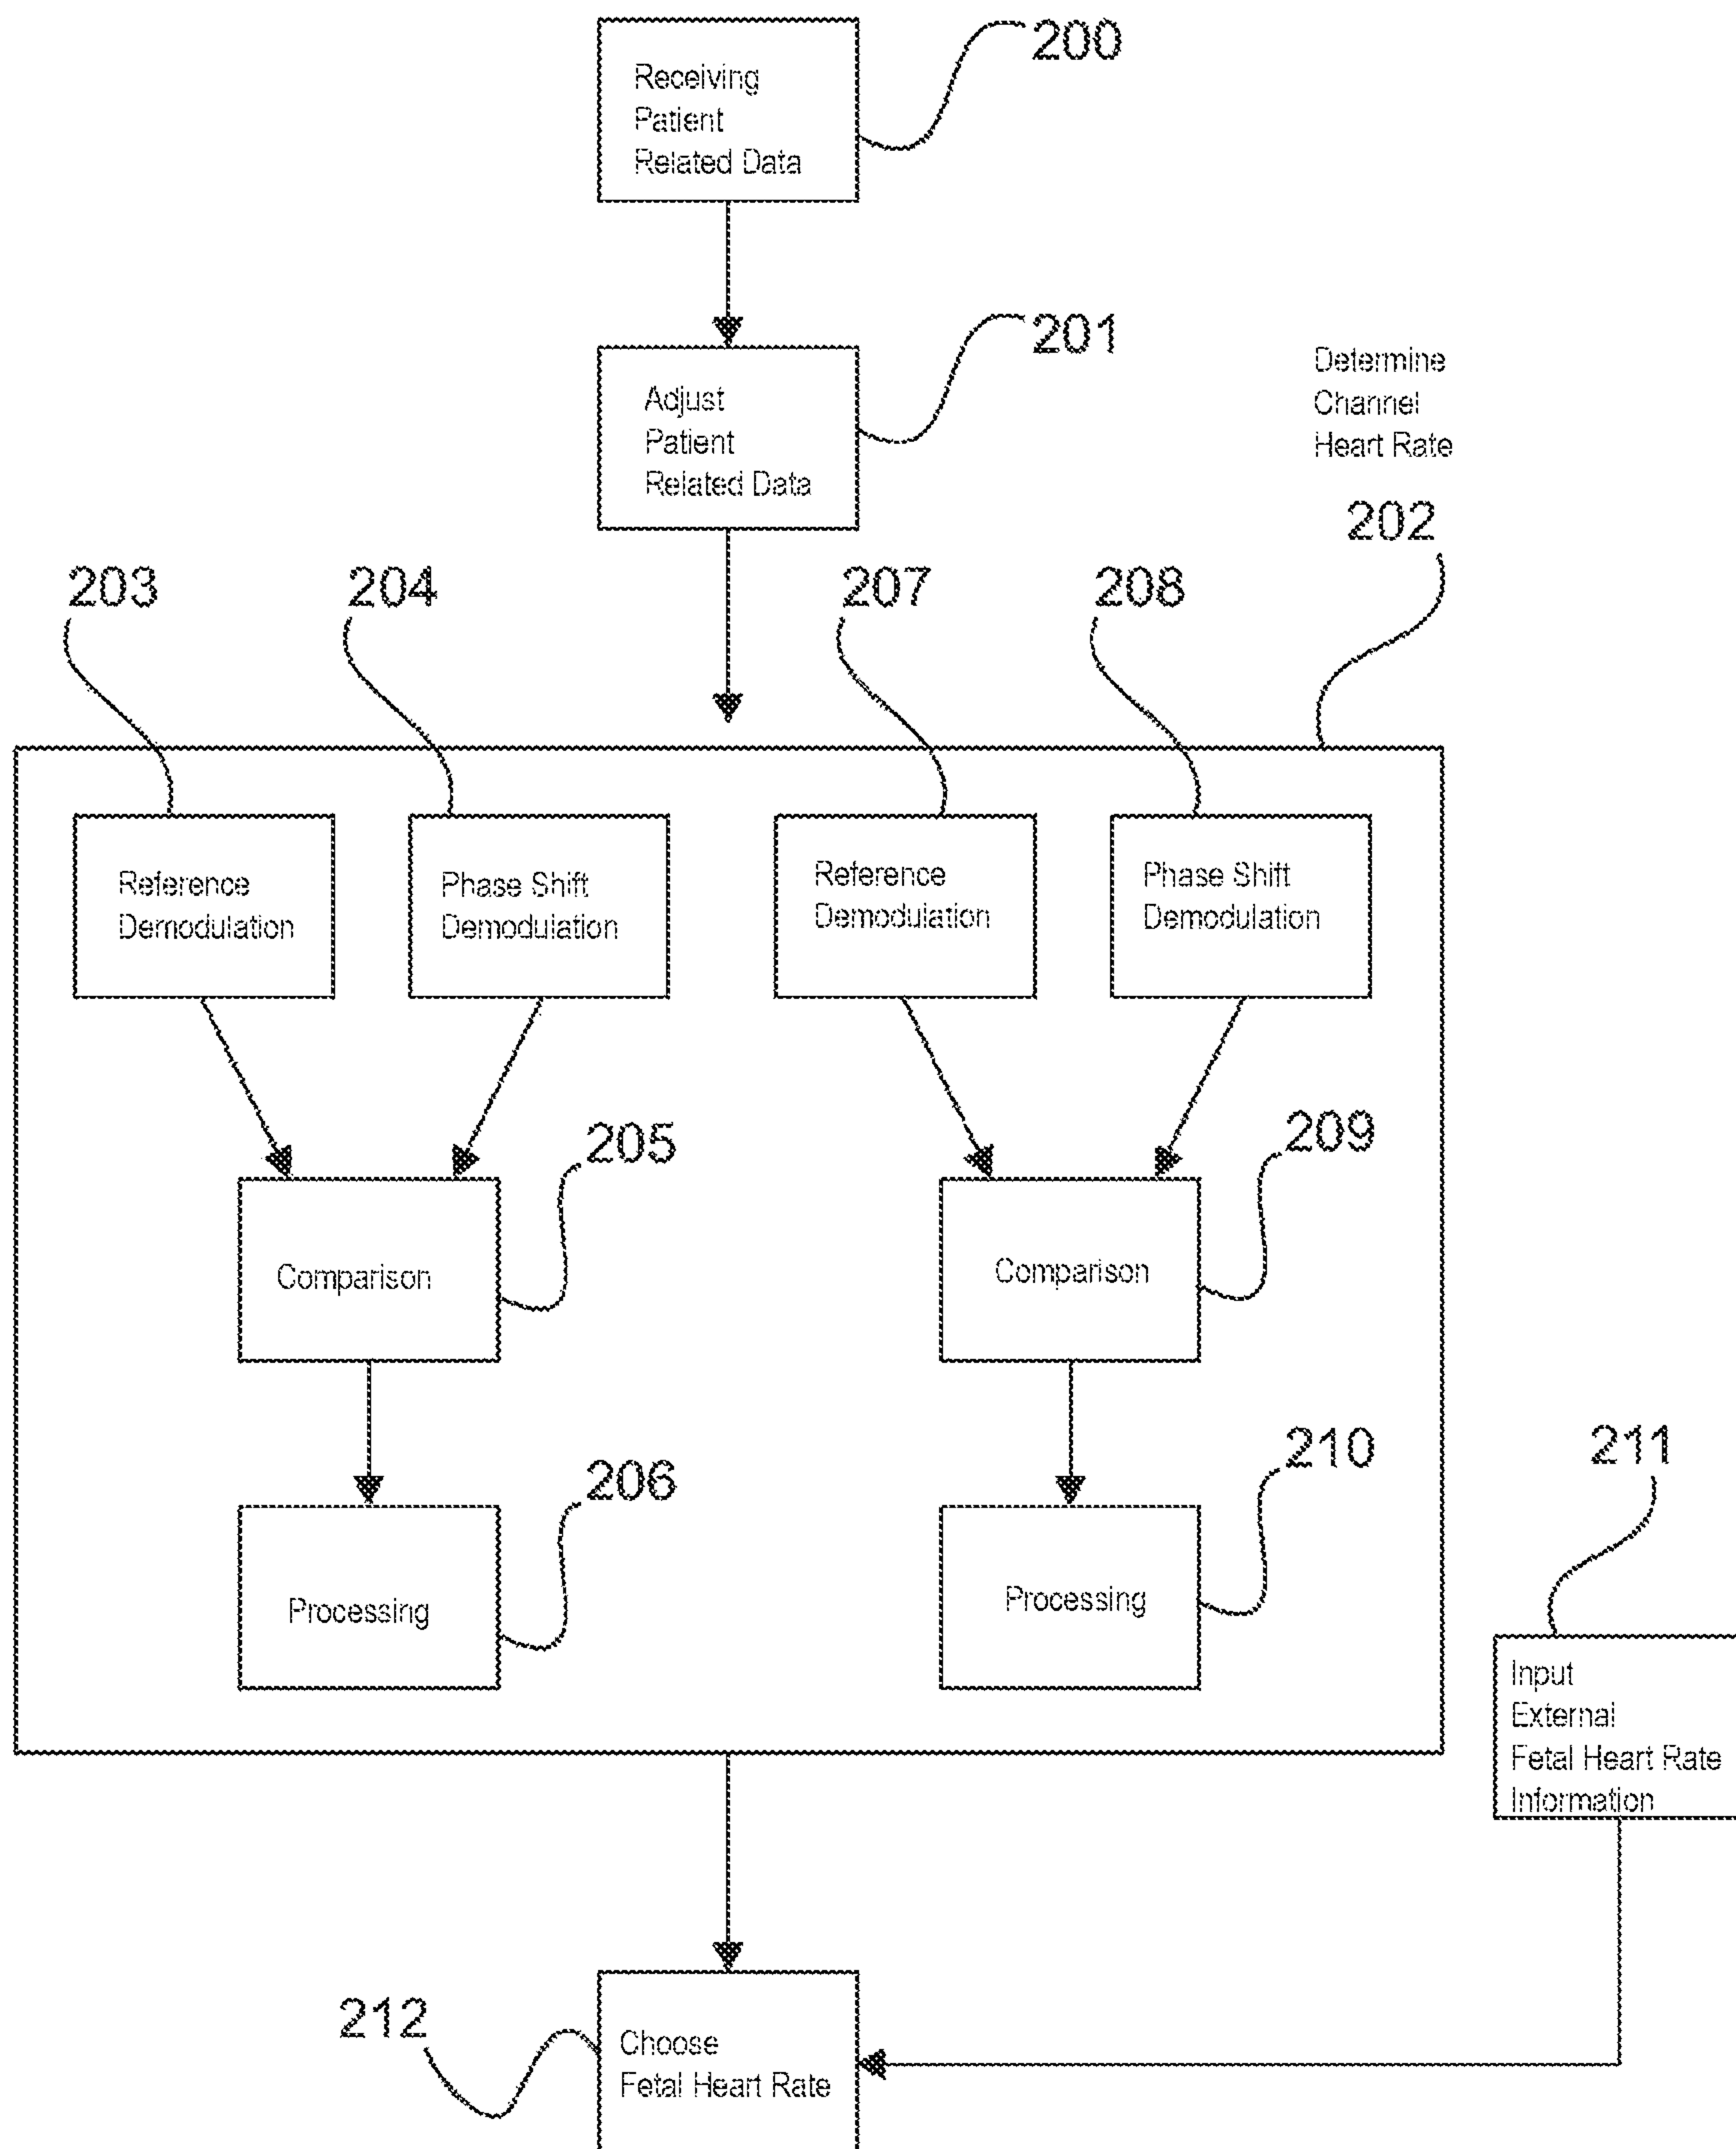 200
Receiving
Patient
Related Data
201
Adjust
Patient
Related Data
Determine
Channel
Heart Rate
202
203
204
207
208
Reference
Demodulation
Phase Shift
Demodulation
Reference
Demodulation
Phase Shift
Demodulation
205
Comparison
209
Comparison
206
Processing
210
Processing
211
Input
External
Fetal Heart Rate
Information
212
Choose
Fetal Heart Rate